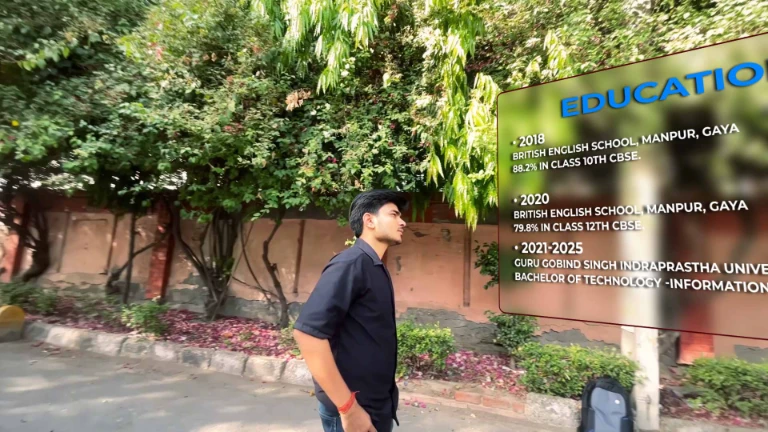 EDUCATIO
• 2018
BRITISH ENGLISH SCHOOL, MANPUR, GAYA
88.2% IN CLASS 10TH CBSE.
• 2020
BRITISH ENGLISH SCHOOL, MANPUR, GAYA
79.8% IN CLASS 12TH CBSE.
• 2021-2025
GURU GOBIND SINGH INDRAPRASTHA UNIVE
BACHELOR OF TECHNOLOGY -INFORMATION